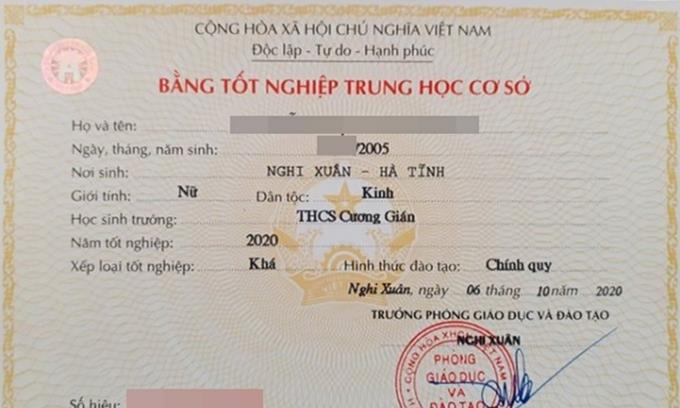 CỘNG HÒA XÃ HỘI CHỦ NGHĨA VIỆT NAM
Độc lập - Tự do - Hạnh phúc
BẰNG TỐT NGHIỆP TRUNG HỌC CƠ SỞ
Họ và tên:
Ngày, tháng, năm sinh: /2005
Nơi sinh: NGHI XUÂN - HÀ TĨNH
Giới tính: Nữ Dân tộc: Kinh
Học sinh trường: THCS Cương Gián
Năm tốt nghiệp: 2020
Xếp loại tốt nghiệp: Khá Hình thức đào tạo: Chính quy
Nghi Xuân, ngày 06 tháng 10 năm 2020
TRƯỞNG PHÒNG GIÁO DỤC VÀ ĐÀO TẠO
NGHI XUÂN
PHÒNG
GIÁO DỤC
VÀ
ĐÀO TẠO
Số hiệu: